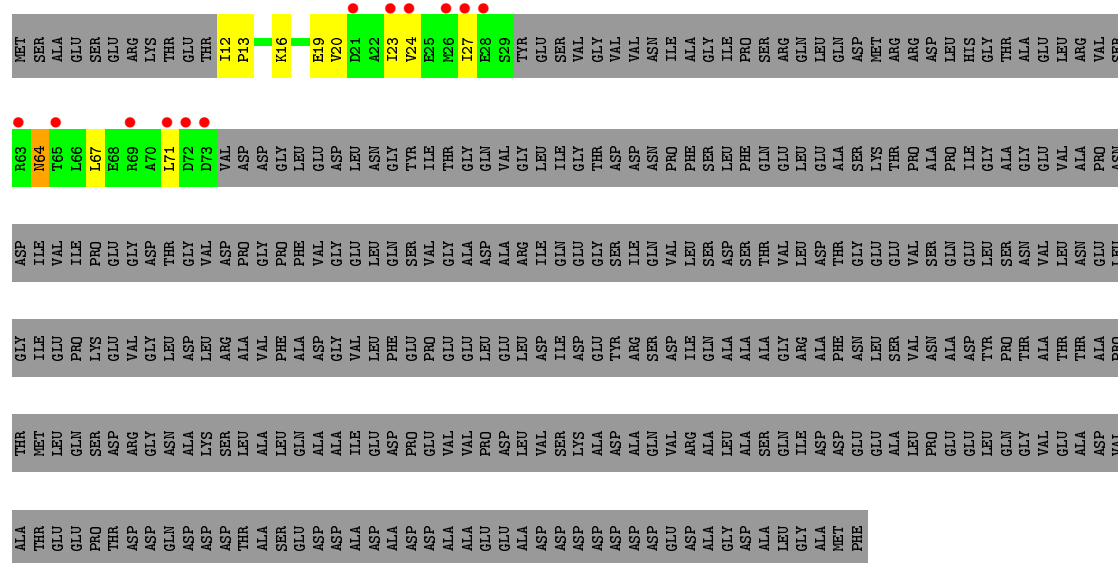 MET SER ALA GLU SER GLU ARG LYS THR GLU THR I12 P13 K16 E19 V20 D21 A22 I23 V24 E25 M26 I27 E28 S29 TYR GLU SER VAL GLY VAL VAL ASN ILE ALA GLY ILE PRO SER ARG GLN LEU GLN ASP MET ARG ARG ASP LEU HIS GLY THR ALA GLU LEU ARG VAL SER
R63 N64 T65 L66 L67 E68 R69 A70 L71 D72 D73 VAL ASP ASP GLY LEU GLU ASP LEU ASN GLY TYR ILE THR GLY GLN VAL GLY LEU ILE GLY THR ASP ASP ASN PRO PHE SER LEU PHE GLN GLU LEU GLU ALA SER LYS THR PRO ALA PRO ILE GLY ALA GLY GLU VAL ALA PRO ASN
ASP ILE VAL ILE PRO GLU GLY ASP THR GLY VAL ASP PRO GLY PRO PHE VAL GLY GLU LEU GLN SER VAL GLY ALA ASP ALA ARG ILE GLN GLU GLY SER ILE GLN VAL LEU SER ASP SER THR VAL LEU ASP THR GLY GLU GLU VAL SER GLN GLU LEU SER ASN VAL LEU ASN GLU LEU
GLY ILE GLU PRO LYS GLU VAL GLY LEU ASP LEU ARG ALA VAL PHE ALA ASP GLY VAL LEU PHE GLU PRO GLU GLU LEU GLU LEU ASP ILE ASP GLU TYR ARG SER ASP ILE GLN ALA ALA ALA GLY ARG ALA PHE ASN LEU SER VAL ASN ALA ASP TYR PRO THR ALA THR THR ALA PRO
THR MET LEU GLN SER ASP ARG GLY ASN ALA LYS SER LEU ALA LEU GLN ALA ALA ILE GLU ASP PRO GLU VAL VAL PRO ASP LEU VAL SER LYS ALA ASP ALA GLN VAL ARG ALA LEU ALA SER GLN ILE ASP ASP GLU GLU ALA LEU PRO GLU GLU LEU GLN GLY VAL GLU ALA ASP VAL
ALA THR GLU GLU PRO THR ASP ASP GLN ASP ASP ASP THR ALA SER GLU ASP ASP ALA ASP ALA ASP ASP ALA ALA GLU GLU ALA ASP ASP ASP ASP ASP ASP GLU ASP ALA GLY ASP ALA LEU GLY ALA MET PHE